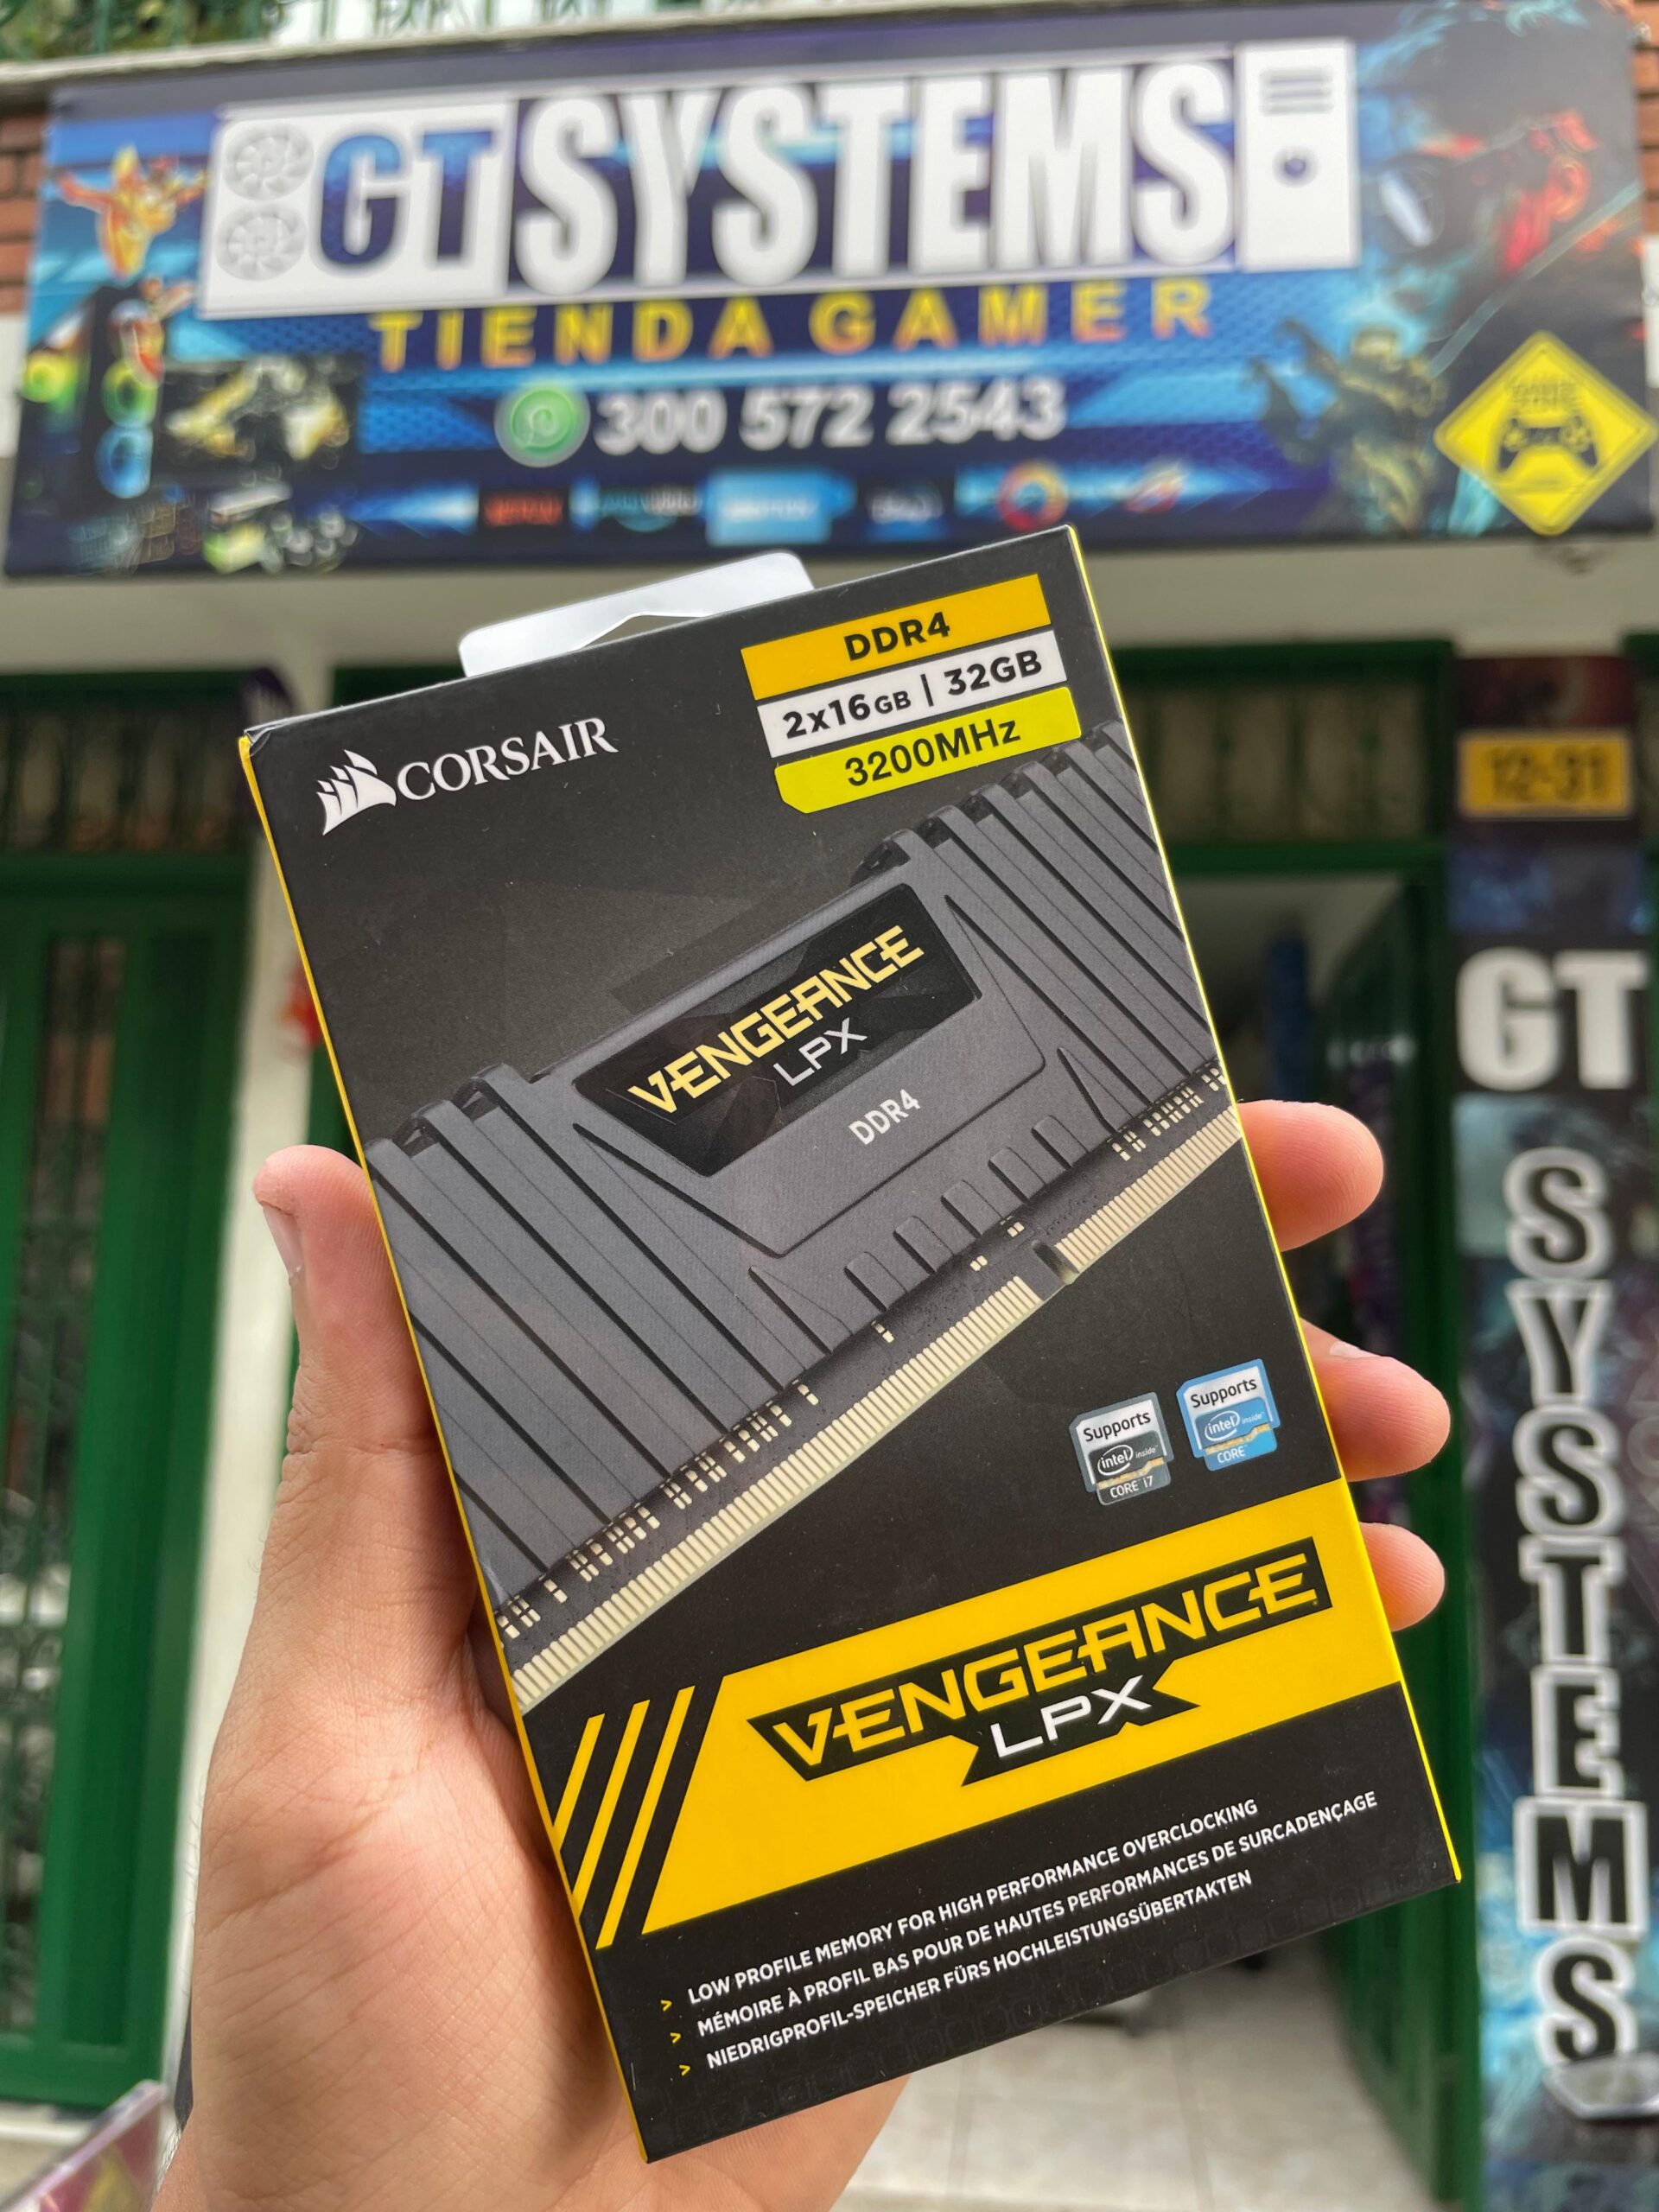 GT SYSTEMS
TIENDA GAMER
300 572 2543
12-31
GT
SYSTEMS
CORSAIR
DDR4
2x16GB | 32GB
3200MHz
VENGEANCE
LPX
DDR4
Supports
intel inside™
CORE i7
Supports
intel inside™
CORE
VENGEANCE
LPX
> LOW PROFILE MEMORY FOR HIGH PERFORMANCE OVERCLOCKING
> MÉMOIRE À PROFIL BAS POUR DE HAUTES PERFORMANCES DE SURCADENÇAGE
> NIEDRIGPROFIL-SPEICHER FÜRS HOCHLEISTUNGSÜBERTAKTEN